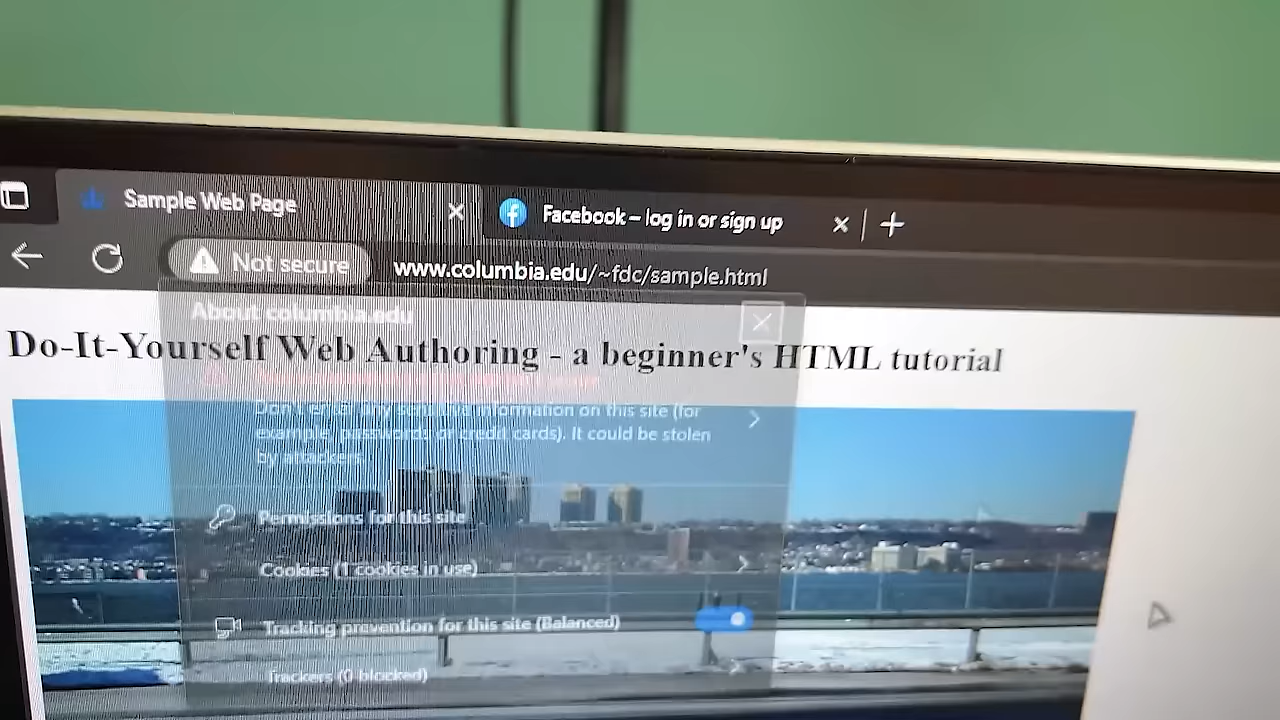 Sample Web Page
Facebook – log in or sign up
Not secure
www.columbia.edu/~fdc/sample.html
About columbia.edu
Do-It-Yourself Web Authoring - a beginner's HTML tutorial
Don't enter any sensitive information on this site (for
example, passwords or credit cards). It could be stolen
by attackers.
Permissions for this site
Cookies (1 cookies in use)
Tracking prevention for this site (Balanced)
Trackers (0 blocked)